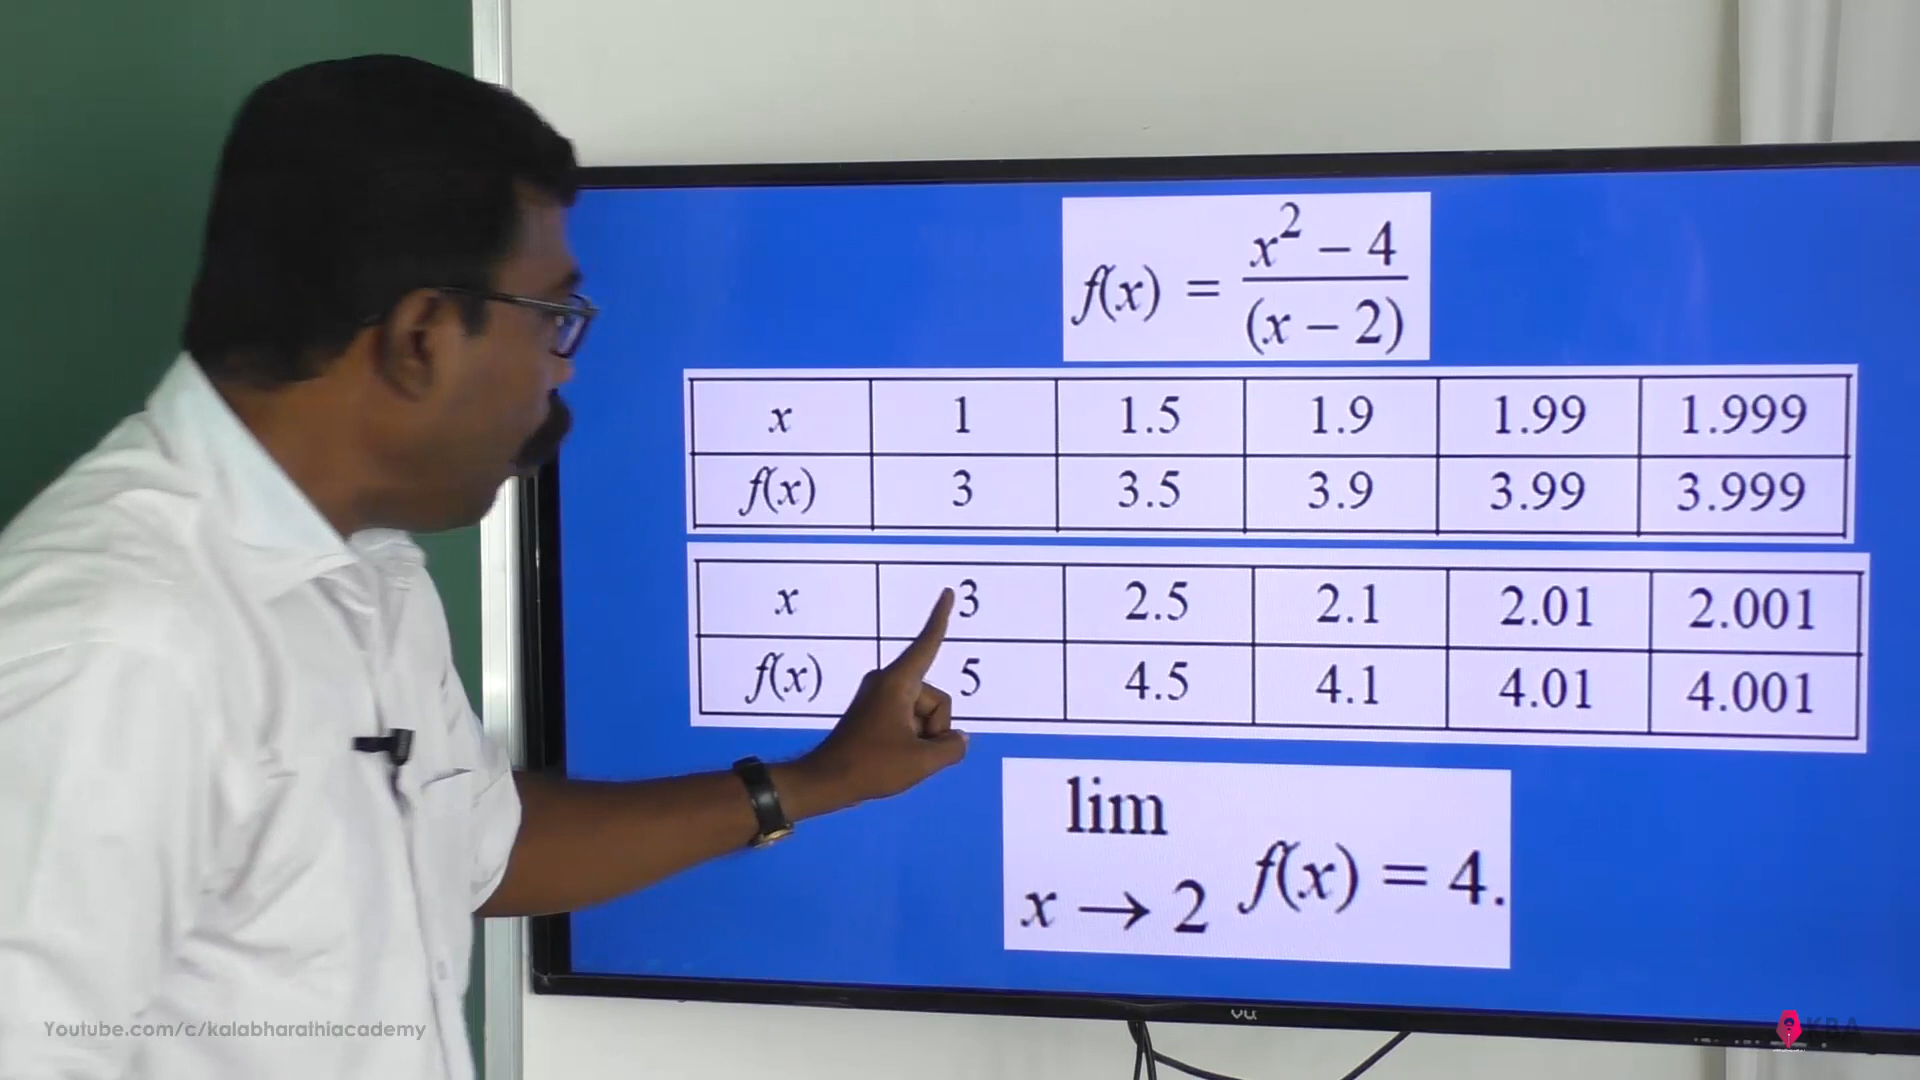 f(x) = x² – 4 / (x – 2)
x 1 1.5 1.9 1.99 1.999
f(x) 3 3.5 3.9 3.99 3.999
x 3 2.5 2.1 2.01 2.001
f(x) 5 4.5 4.1 4.01 4.001
lim
x → 2 f(x) = 4.
Youtube.com/c/kalabharathiacademy
vu
KBA